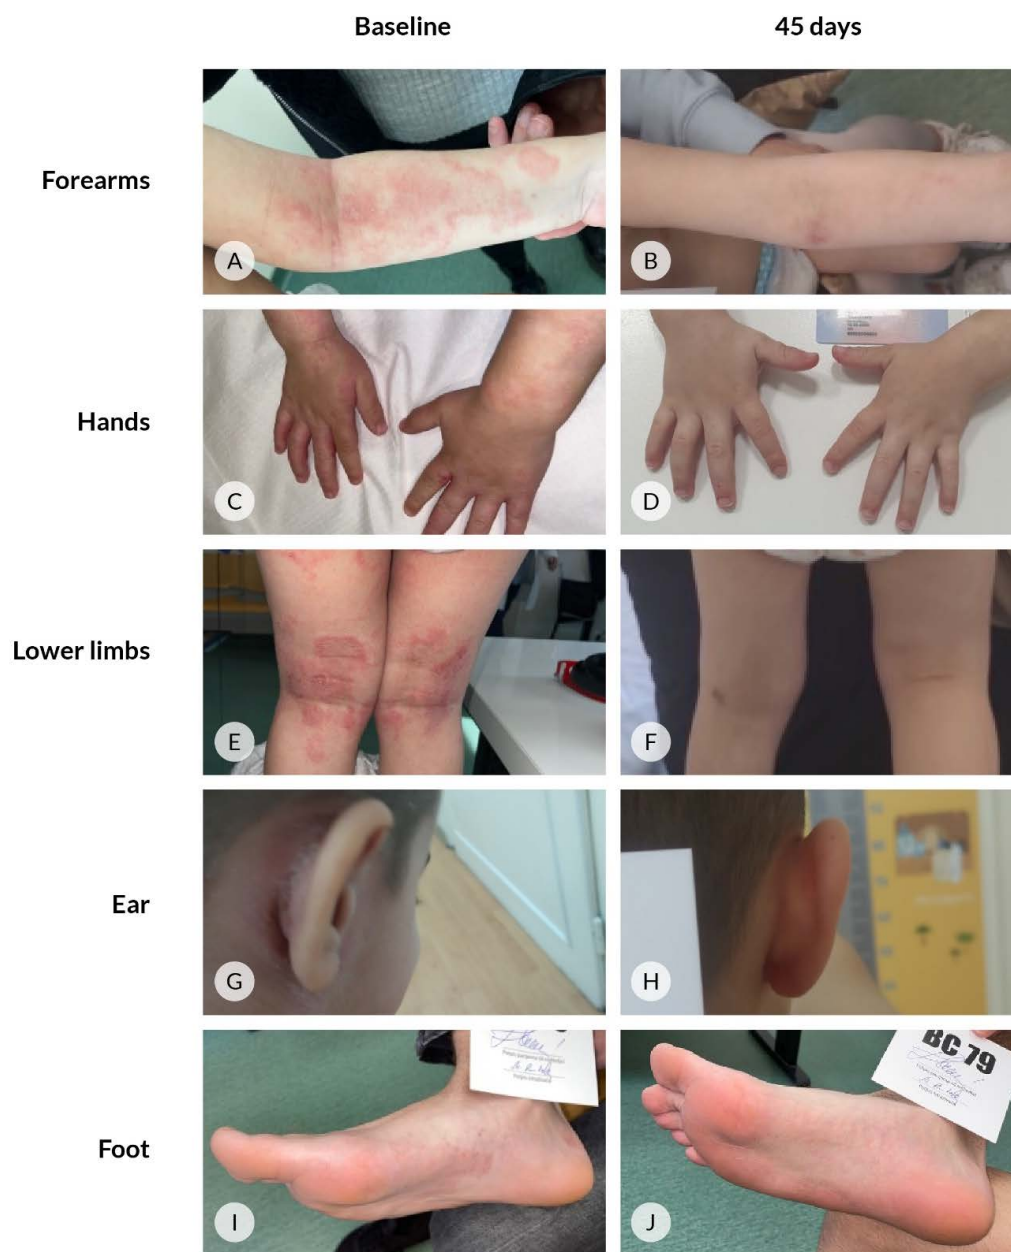 Baseline 45 days
Forearms
A B
Hands
C D
Lower limbs
E F
Ear
G H
Foot
BC 79
I J